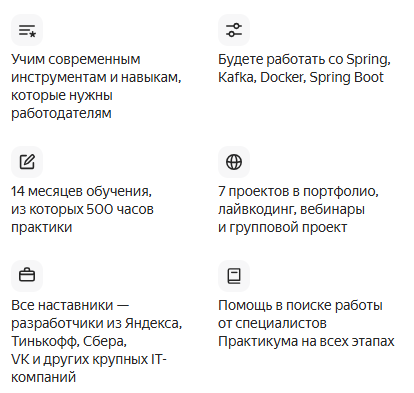 Учим современным
инструментам и навыкам,
которые нужны
работодателям
Будете работать со Spring,
Kafka, Docker, Spring Boot
14 месяцев обучения,
из которых 500 часов
практики
7 проектов в портфолио,
лайвкодинг, вебинары
и групповой проект
Все наставники —
разработчики из Яндекса,
Тинькофф, Сбера,
VK и других крупных IT-
компаний
Помощь в поиске работы
от специалистов
Практикума на всех этапах